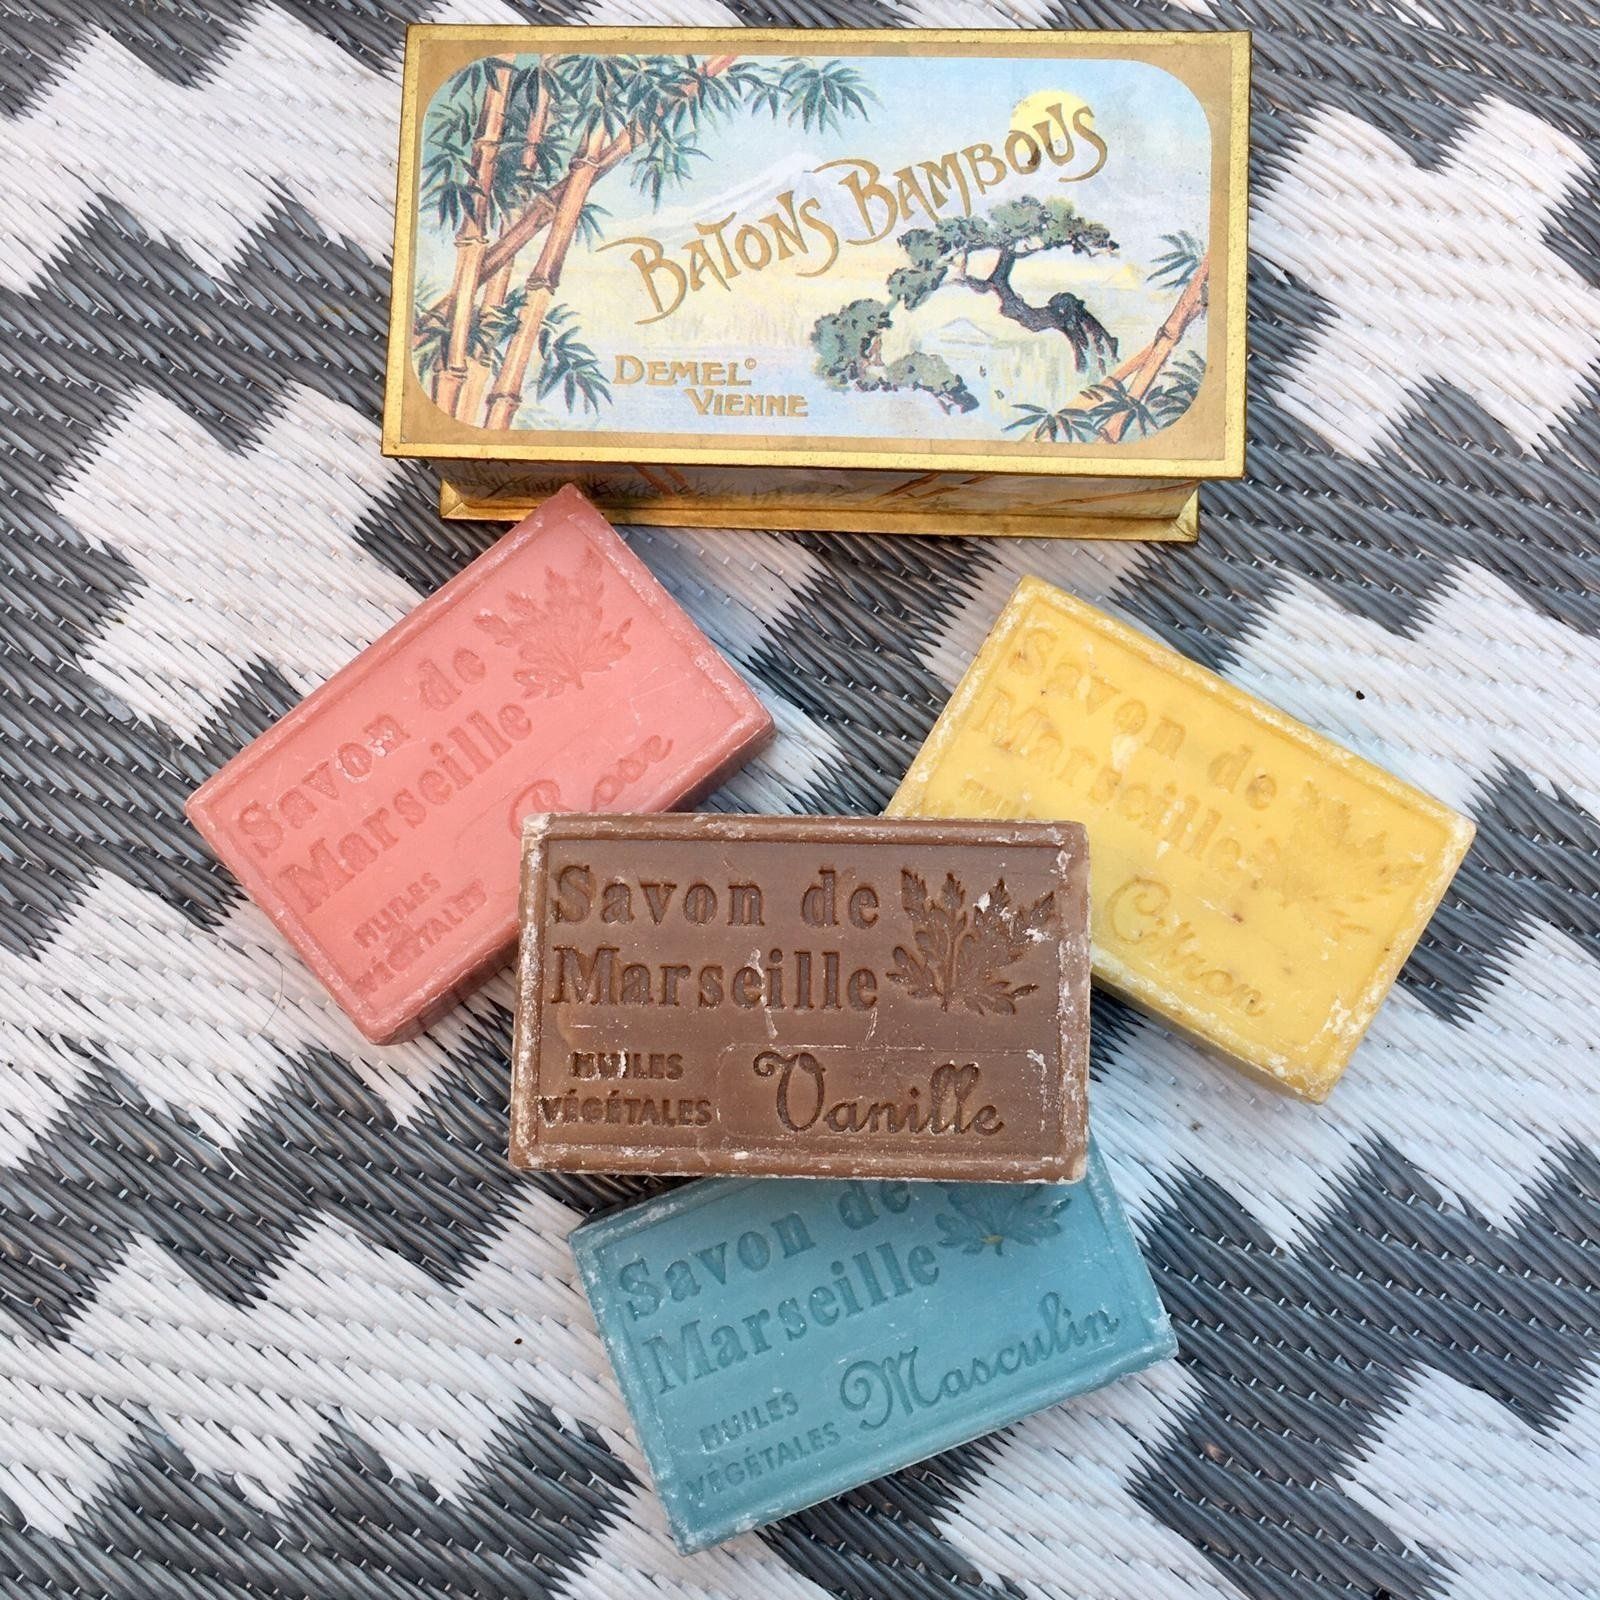 BATONS BAMBOUS
DEMEL©
VIENNE
Savon de
Marseille
HUILES
VÉGÉTALES
Rose
Savon de
Marseille
Citron
Savon de
Marseille
HUILES
VÉGÉTALES
Vanille
Savon de
Marseille
HUILES
VÉGÉTALES
Masculin